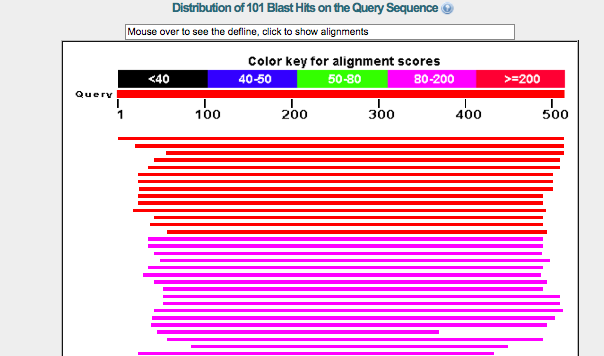 Distribution of 101 Blast Hits on the Query Sequence ?
Mouse over to see the defline, click to show alignments
Color key for alignment scores
<40 40-50 50-80 80-200 >=200
Query
1 100 200 300 400 500